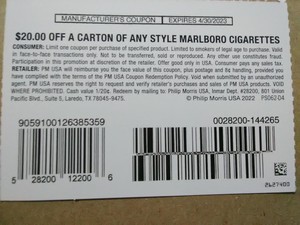 MANUFACTURER'S COUPON EXPIRES 4/30/2023
$20.00 OFF A CARTON OF ANY STYLE MARLBORO CIGARETTES
CONSUMER: Limit one coupon per purchase of specified product. Limited to smokers of legal age to purchase. Valid
in face-to-face transactions only. Not to be transferred, sold or reproduced. Any other use constitutes fraud.
Participation in this promotion at discretion of the retailer. Offer good only in USA. Consumer pays applicable sales tax.
RETAILER: PM USA will reimburse you the face value of this coupon, plus postage and 8¢ handling, provided you
have complied with the terms of the PM USA Coupon Redemption Policy. Void when submitted by an unauthorized
agent. PM USA reserves the right to request and verify retailer's proof of purchase and/or sales invoices. VOID
WHERE PROHIBITED. Cash value 1/20¢. Redeem by mailing to: Philip Morris USA, Inmar Dept. #28200, 801 Union
Pacific Blvd., Suite 5, Laredo, TX 78045-9475.
© Philip Morris USA 2022 PS062-04
9059100126385359
0028200-144265
5 28200 12200 6